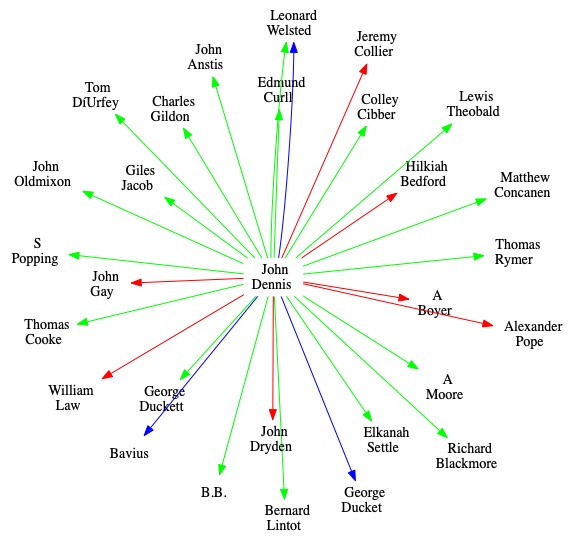 Leonard
Welsted
Jeremy
Collier
John
Anstis
Edmund
Curll
Tom
DíUrfey
Charles
Gildon
Colley
Cibber
Lewis
Theobald
John
Oldmixon
Giles
Jacob
Hilkiah
Bedford
Matthew
Concanen
S
Popping
John
Gay
John
Dennis
Thomas
Rymer
A
Boyer
Thomas
Cooke
Alexander
Pope
William
Law
George
Duckett
A
Moore
Bavius
John
Dryden
Elkanah
Settle
Richard
Blackmore
B.B.
Bernard
Lintot
George
Ducket